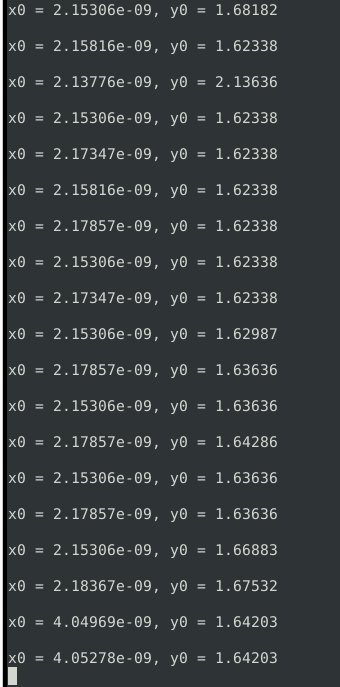 x0 = 2.15306e-09, y0 = 1.68182
x0 = 2.15816e-09, y0 = 1.62338
x0 = 2.13776e-09, y0 = 2.13636
x0 = 2.15306e-09, y0 = 1.62338
x0 = 2.17347e-09, y0 = 1.62338
x0 = 2.15816e-09, y0 = 1.62338
x0 = 2.17857e-09, y0 = 1.62338
x0 = 2.15306e-09, y0 = 1.62338
x0 = 2.17347e-09, y0 = 1.62338
x0 = 2.15306e-09, y0 = 1.62987
x0 = 2.17857e-09, y0 = 1.63636
x0 = 2.15306e-09, y0 = 1.63636
x0 = 2.17857e-09, y0 = 1.64286
x0 = 2.15306e-09, y0 = 1.63636
x0 = 2.17857e-09, y0 = 1.63636
x0 = 2.15306e-09, y0 = 1.66883
x0 = 2.18367e-09, y0 = 1.67532
x0 = 4.04969e-09, y0 = 1.64203
x0 = 4.05278e-09, y0 = 1.64203